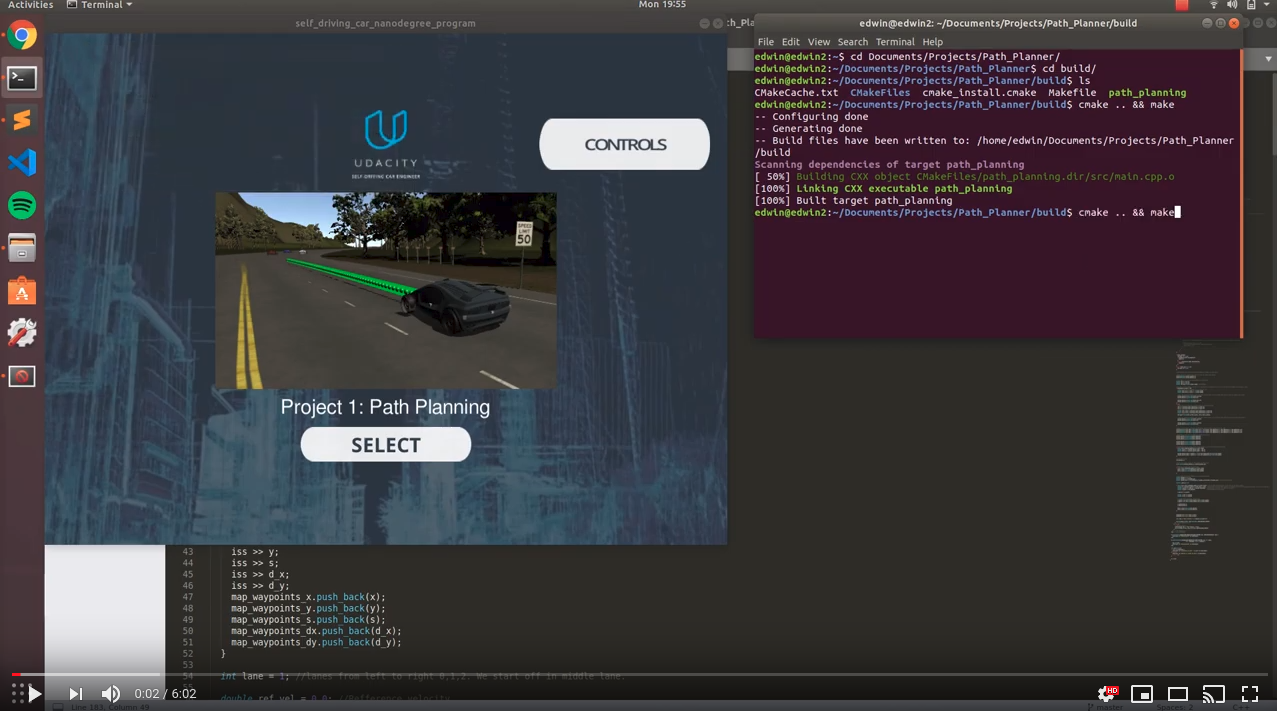 Activities
Terminal
Mon 19:55
self_driving_car_nanodegree_program
edwin@edwin2: ~/Documents/Projects/Path_Planner/build
File Edit View Search Terminal Help
edwin@edwin2:~$ cd Documents/Projects/Path_Planner/
edwin@edwin2:~/Documents/Projects/Path_Planner$ cd build/
edwin@edwin2:~/Documents/Projects/Path_Planner/build$ ls
CMakeCache.txt CMakeFiles cmake_install.cmake Makefile path_planning
edwin@edwin2:~/Documents/Projects/Path_Planner/build$ cmake .. && make
-- Configuring done
-- Generating done
-- Build files have been written to: /home/edwin/Documents/Projects/Path_Planner
/build
Scanning dependencies of target path_planning
[ 50%] Building CXX object CMakeFiles/path_planning.dir/src/main.cpp.o
[100%] Linking CXX executable path_planning
[100%] Built target path_planning
edwin@edwin2:~/Documents/Projects/Path_Planner/build$ cmake .. && make
UDACITY
SELF-DRIVING CAR ENGINEER
CONTROLS
SPEED
LIMIT
50
Project 1: Path Planning
SELECT
43 iss >> y;
44 iss >> s;
45 iss >> d_x;
46 iss >> d_y;
47 map_waypoints_x.push_back(x);
48 map_waypoints_y.push_back(y);
49 map_waypoints_s.push_back(s);
50 map_waypoints_dx.push_back(d_x);
51 map_waypoints_dy.push_back(d_y);
52 }
53
54 int lane = 1; //lanes from left to right 0,1,2. We start off in middle lane.
double ref_vel = 0.0; //Refference velocity
0:02 / 6:02
HD
Line 183, Column 49
master
Spaces: 2
C++